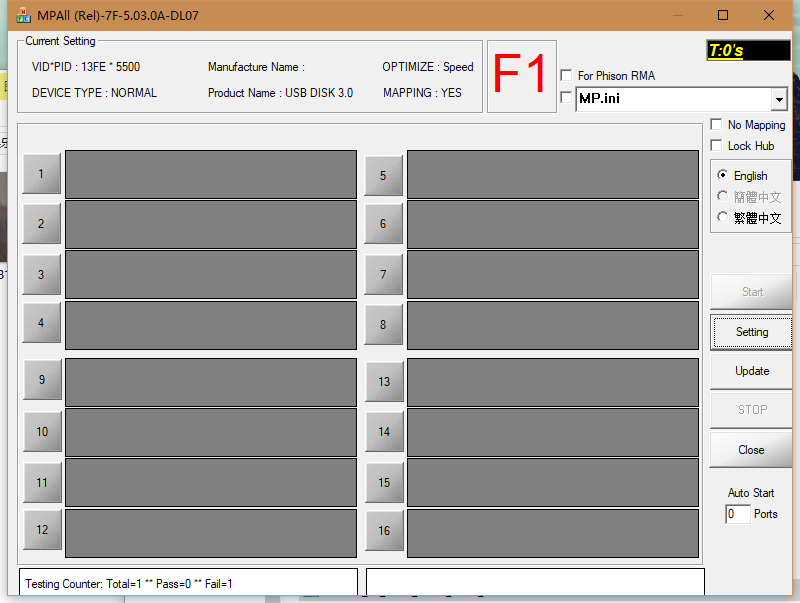 MPAll (Rel)-7F-5.03.0A-DL07
Current Setting
VID*PID : 13FE * 5500
Manufacture Name :
OPTIMIZE : Speed
DEVICE TYPE : NORMAL
Product Name : USB DISK 3.0
MAPPING : YES
F1
T:0's
For Phison RMA
MP.ini
No Mapping
Lock Hub
English
簡體中文
繁體中文
1
5
2
6
3
7
4
8
9
13
10
14
11
15
12
16
Start
Setting
Update
STOP
Close
Auto Start
0 Ports
Testing Counter: Total=1 ** Pass=0 ** Fail=1